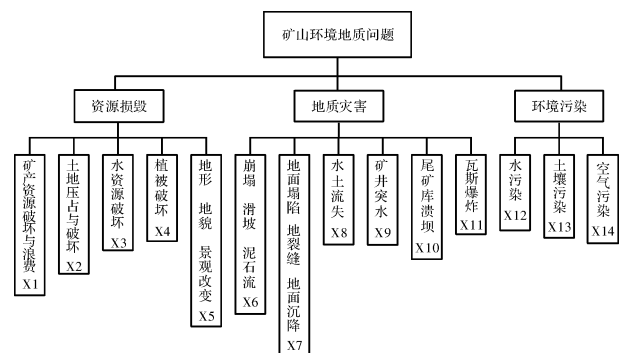 矿山环境地质问题
资源损毁
地质灾害
环境污染
矿产资源破坏与浪费 X1
土地压占与破坏 X2
水资源破坏 X3
植被破坏 X4
地形 地貌 景观改变 X5
崩塌 滑坡 泥石流 X6
地面塌陷 地裂缝 地面沉降 X7
水土流失 X8
矿井突水 X9
尾矿库溃坝 X10
瓦斯爆炸 X11
水污染 X12
土壤污染 X13
空气污染 X14